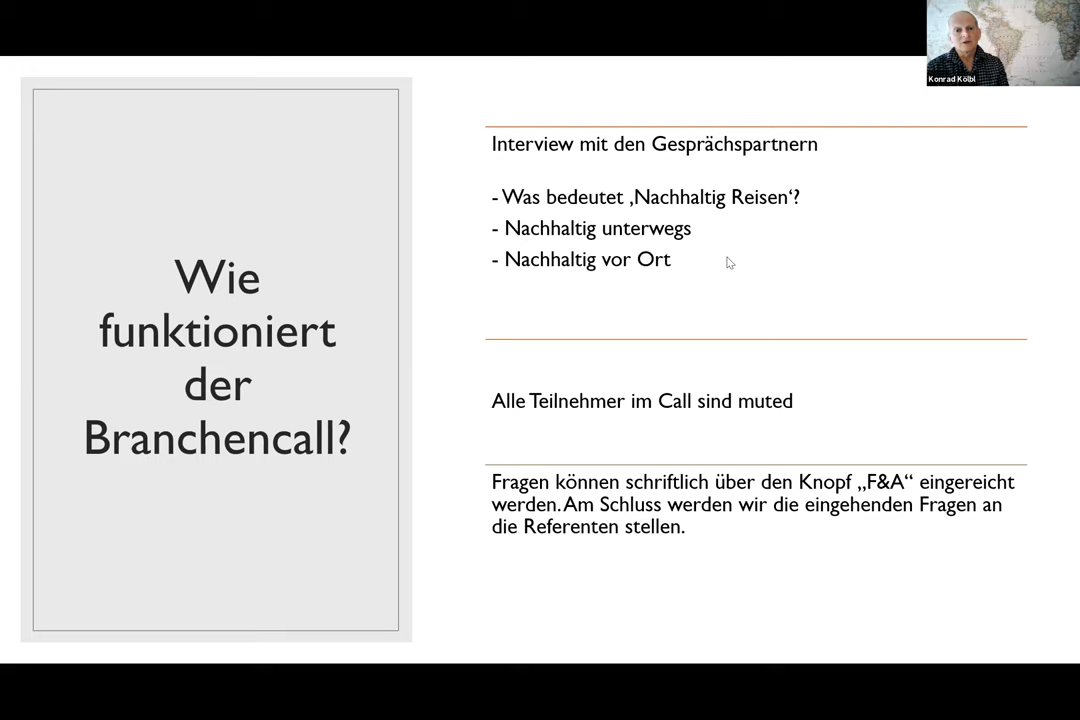 Konrad Kölbl
Wie
funktioniert
der
Branchencall?
Interview mit den Gesprächspartnern
- Was bedeutet ‚Nachhaltig Reisen‘?
- Nachhaltig unterwegs
- Nachhaltig vor Ort
Alle Teilnehmer im Call sind muted
Fragen können schriftlich über den Knopf „F&A“ eingereicht
werden. Am Schluss werden wir die eingehenden Fragen an
die Referenten stellen.